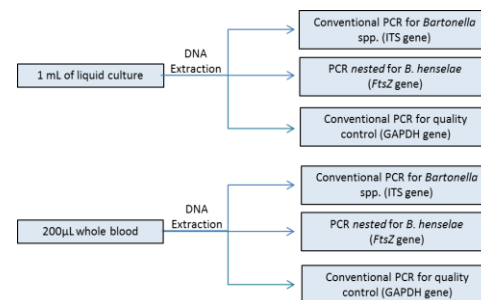 Conventional PCR for Bartonella
spp. (ITS gene)
DNA
Extraction
1 mL of liquid culture
PCR nested for B. henselae
(FtsZ gene)
Conventional PCR for quality
control (GAPDH gene)
Conventional PCR for Bartonella
spp. (ITS gene)
DNA
Extraction
200µL whole blood
PCR nested for B. henselae
(FtsZ gene)
Conventional PCR for quality
control (GAPDH gene)